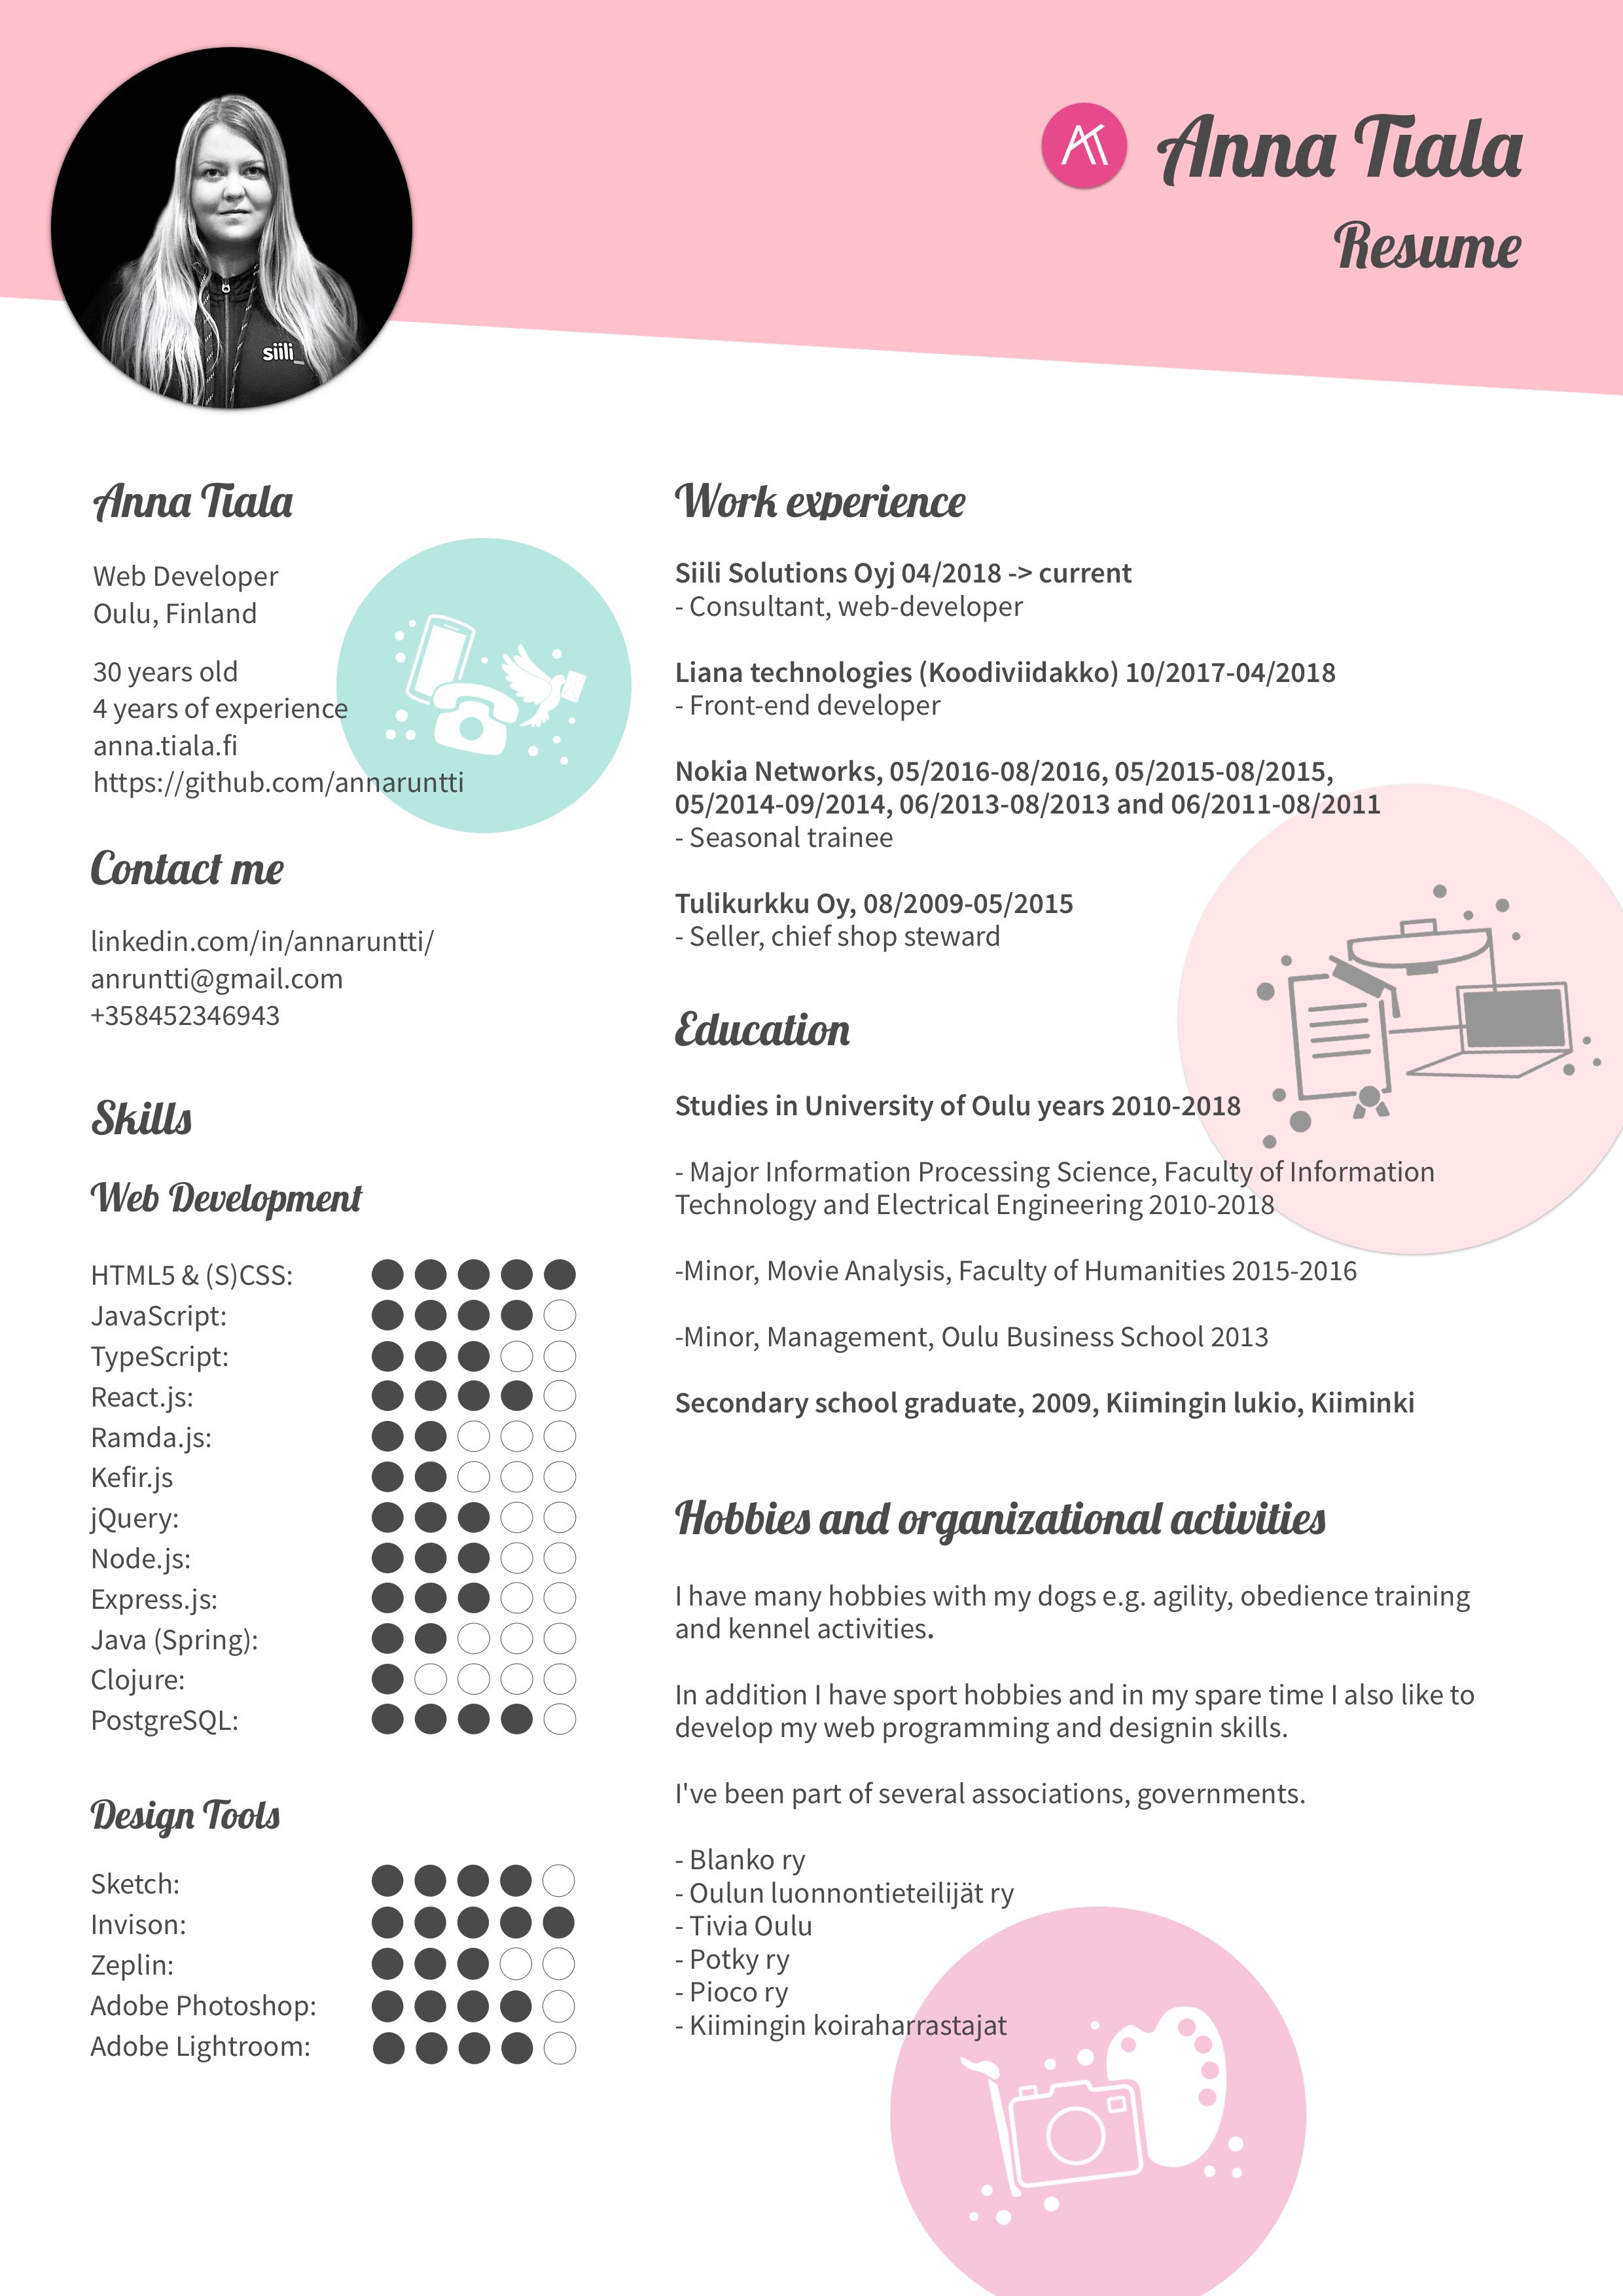 siili_
AT
Anna Tiala
Resume
Anna Tiala
Web Developer
Oulu, Finland
30 years old
4 years of experience
anna.tiala.fi
https://github.com/annaruntti
Contact me
linkedin.com/in/annaruntti/
anruntti@gmail.com
+358452346943
Skills
Web Development
HTML5 & (S)CSS:
JavaScript:
TypeScript:
React.js:
Ramda.js:
Kefir.js
jQuery:
Node.js:
Express.js:
Java (Spring):
Clojure:
PostgreSQL:
Design Tools
Sketch:
Invison:
Zeplin:
Adobe Photoshop:
Adobe Lightroom:
Work experience
Siili Solutions Oyj 04/2018 -> current
- Consultant, web-developer
Liana technologies (Koodiviidakko) 10/2017-04/2018
- Front-end developer
Nokia Networks, 05/2016-08/2016, 05/2015-08/2015,
05/2014-09/2014, 06/2013-08/2013 and 06/2011-08/2011
- Seasonal trainee
Tulikurkku Oy, 08/2009-05/2015
- Seller, chief shop steward
Education
Studies in University of Oulu years 2010-2018
- Major Information Processing Science, Faculty of Information
Technology and Electrical Engineering 2010-2018
-Minor, Movie Analysis, Faculty of Humanities 2015-2016
-Minor, Management, Oulu Business School 2013
Secondary school graduate, 2009, Kiimingin lukio, Kiiminki
Hobbies and organizational activities
I have many hobbies with my dogs e.g. agility, obedience training
and kennel activities.
In addition I have sport hobbies and in my spare time I also like to
develop my web programming and designin skills.
I've been part of several associations, governments.
- Blanko ry
- Oulun luonnontieteilijät ry
- Tivia Oulu
- Potky ry
- Pioco ry
- Kiimingin koiraharrastajat